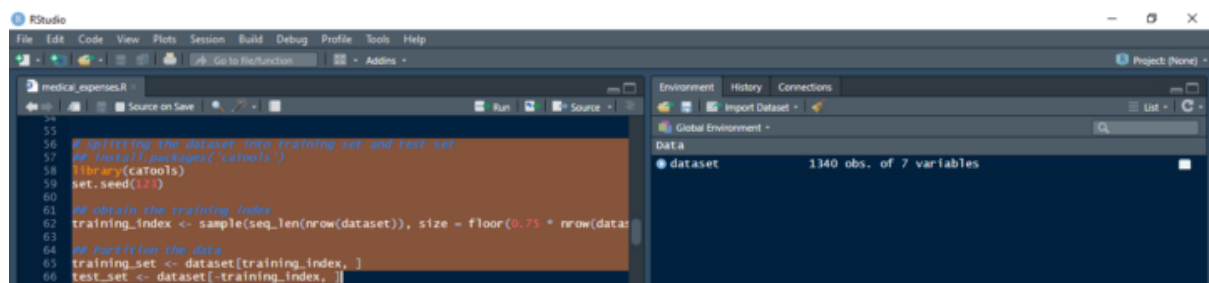 RStudio
File Edit Code View Plots Session Build Debug Profile Tools Help
Go to file/function Addins
Project: (None)
medical_expenses.R
Source on Save Run Source
54
55
56 # Splitting the dataset into training set and test set
57 ## install.packages('caTools')
58 library(caTools)
59 set.seed(123)
60
61 ## obtain the training index
62 training_index <- sample(seq_len(nrow(dataset)), size = floor(0.75 * nrow(datas
63
64 ## Partition the data
65 training_set <- dataset[training_index, ]
66 test_set <- dataset[-training_index, ]
Environment History Connections
Import Dataset List
Global Environment
Data
dataset 1340 obs. of 7 variables